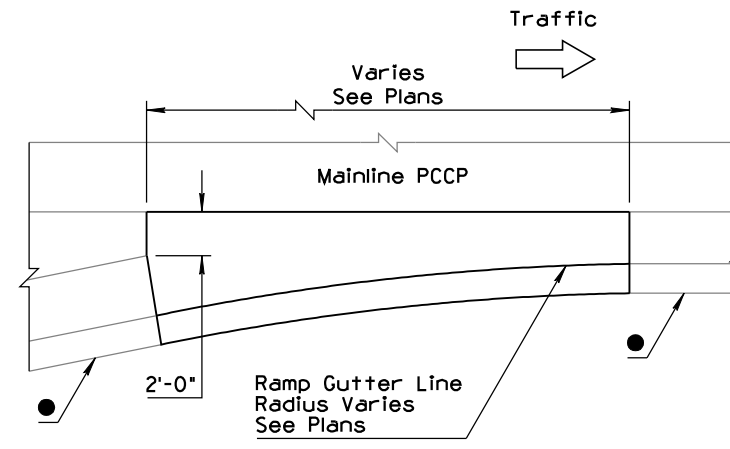 Traffic
Varies
See Plans
Mainline PCCP
2'-0"
Ramp Gutter Line
Radius Varies
See Plans